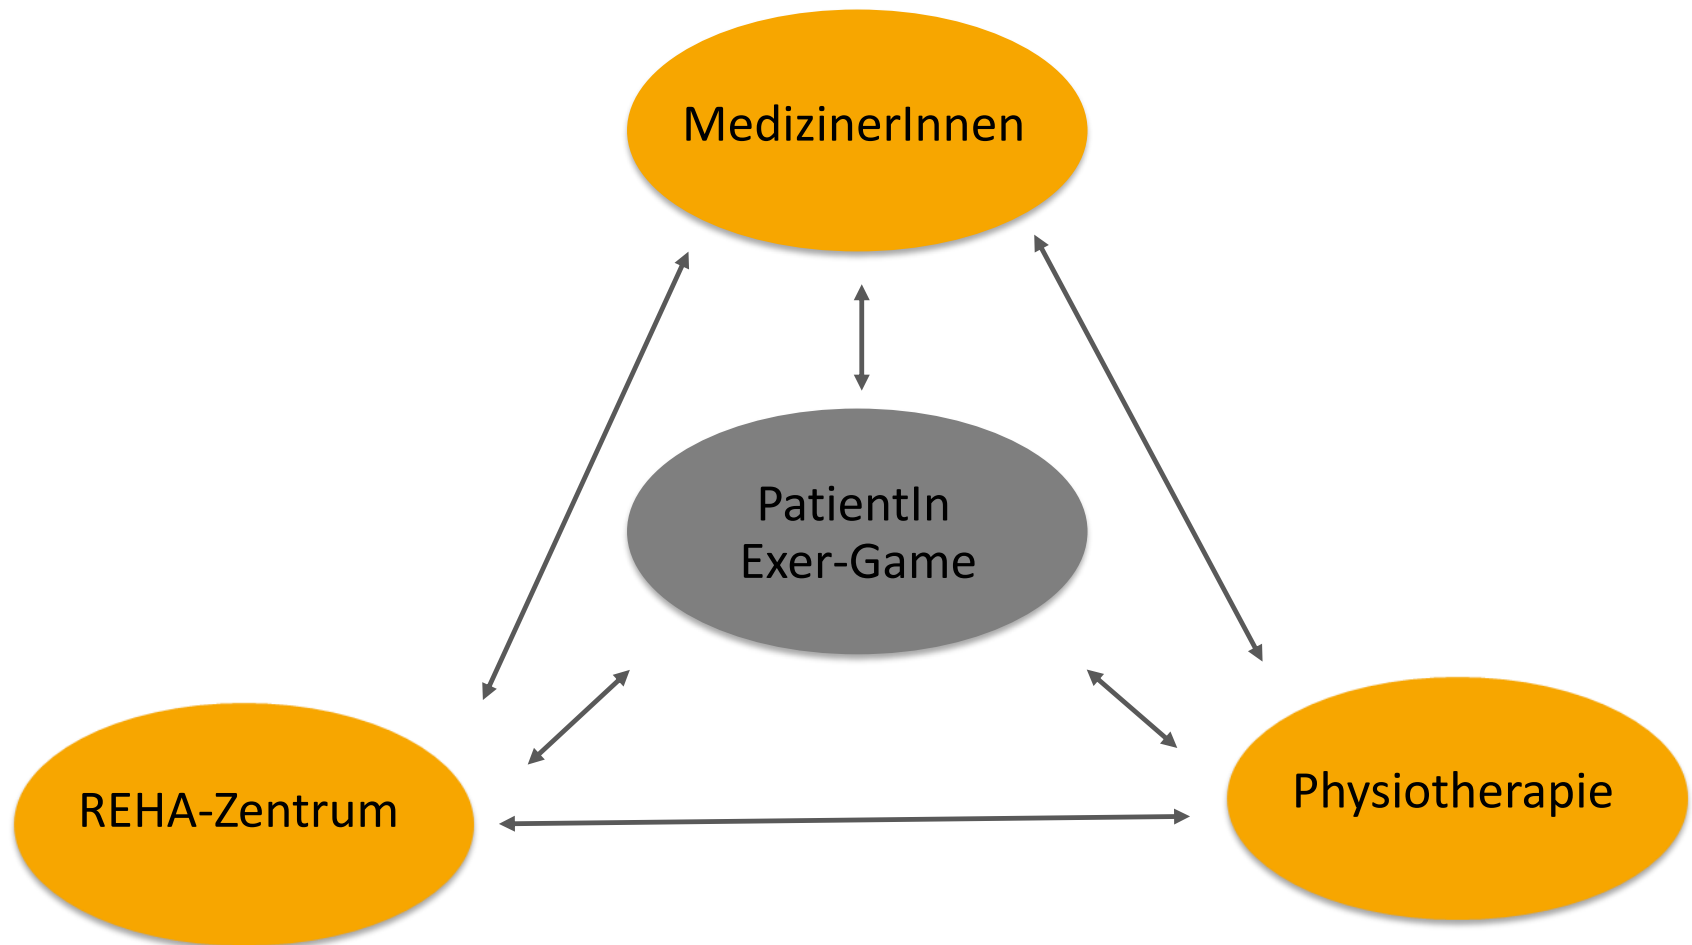 MedizinerInnen
PatientIn
Exer-Game
REHA-Zentrum
Physiotherapie